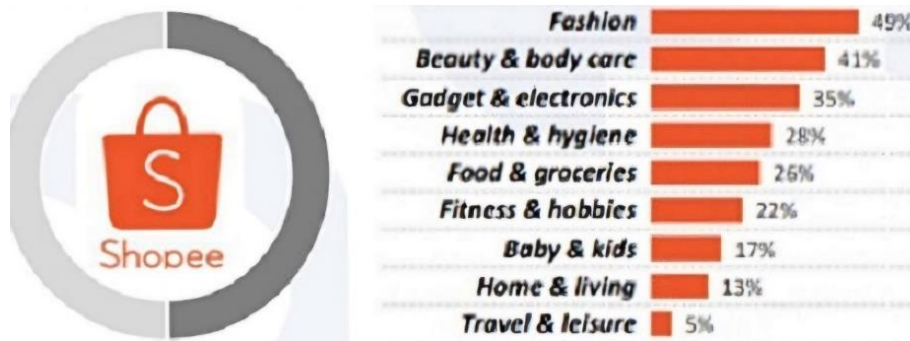 S
Shopee
Fashion 49%
Beauty & body care 41%
Gadget & electronics 35%
Health & hygiene 28%
Food & groceries 26%
Fitness & hobbies 22%
Baby & kids 17%
Home & living 13%
Travel & leisure 5%